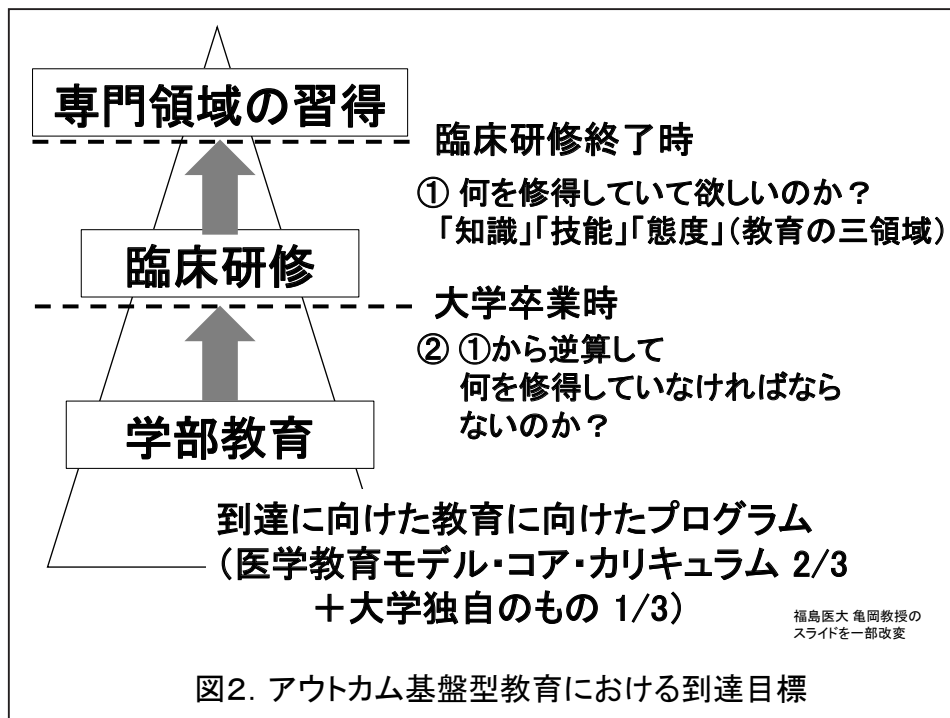 専門領域の習得
臨床研修終了時
① 何を修得していて欲しいのか？
「知識」「技能」「態度」（教育の三領域）
臨床研修
大学卒業時
② ①から逆算して
何を修得していなければなら
ないのか？
学部教育
到達に向けた教育に向けたプログラム
（医学教育モデル・コア・カリキュラム 2/3
＋大学独自のもの 1/3）
福島医大 亀岡教授の
スライドを一部改変
図２．アウトカム基盤型教育における到達目標